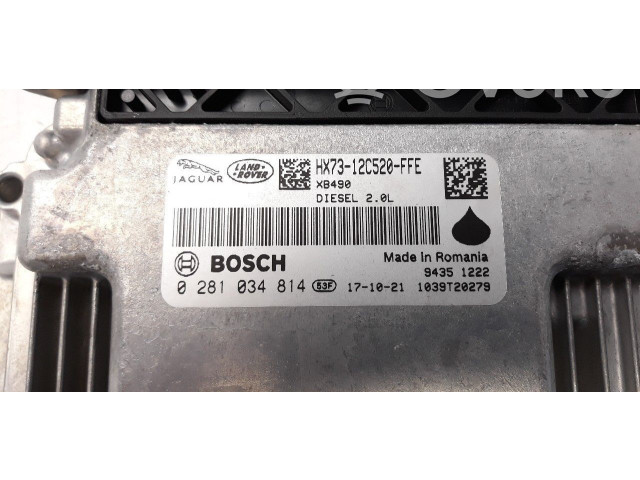 JAGUAR
LAND-
ROVER
HX73-12C520-FFE
XB490
DIESEL 2.0L
BOSCH
Made in Romania
9435 1222
0 281 034 814 53F 17-10-21 1039T20279